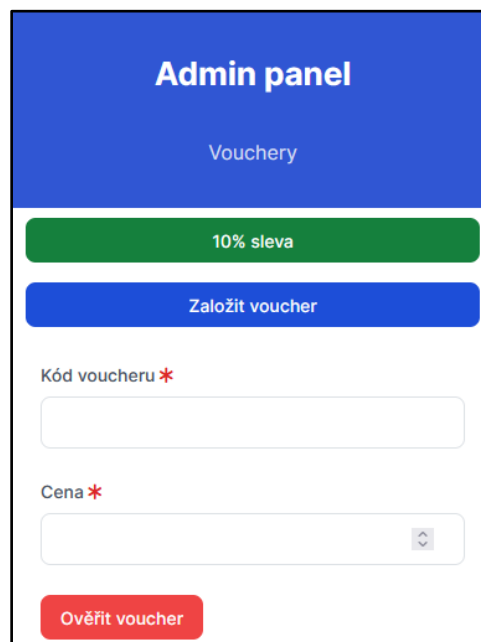 Admin panel
Vouchery
10% sleva
Založit voucher
Kód voucheru *
Cena *
Ověřit voucher